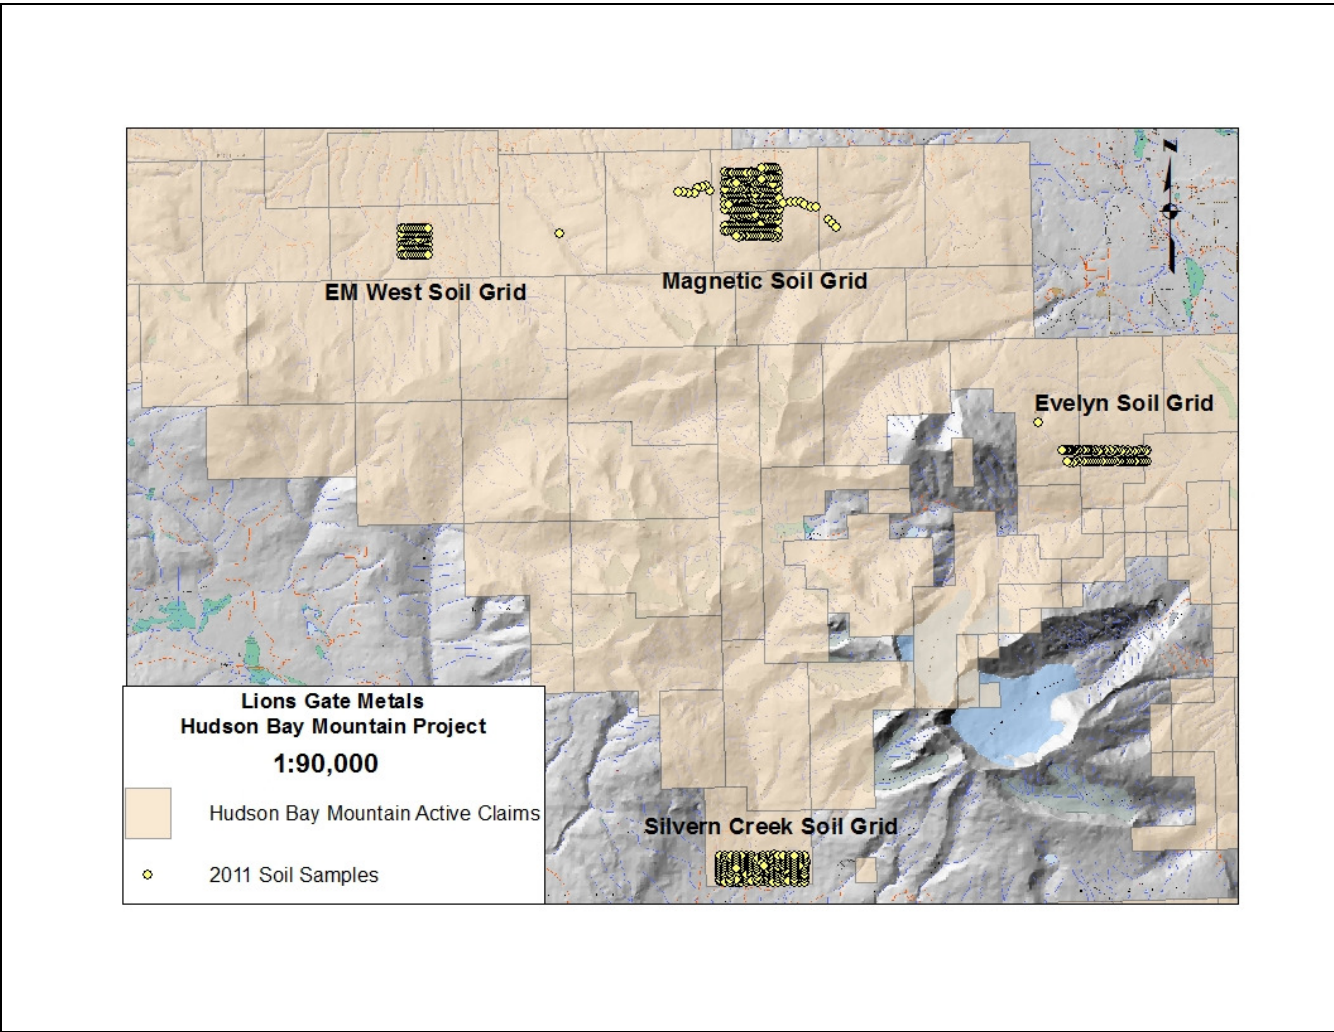 N
EM West Soil Grid
Magnetic Soil Grid
Evelyn Soil Grid
Lions Gate Metals
Hudson Bay Mountain Project
1:90,000
Hudson Bay Mountain Active Claims
2011 Soil Samples
Silvern Creek Soil Grid